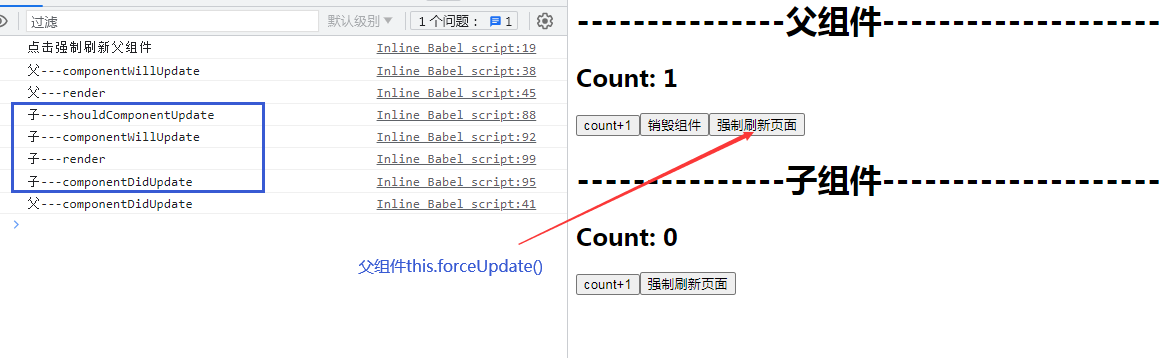 过滤
默认级别
1 个问题：
1
点击强制刷新父组件 Inline Babel script:19
父---componentWillUpdate Inline Babel script:38
父---render Inline Babel script:45
子---shouldComponentUpdate Inline Babel script:88
子---componentWillUpdate Inline Babel script:92
子---render Inline Babel script:99
子---componentDidUpdate Inline Babel script:95
父---componentDidUpdate Inline Babel script:41
父组件this.forceUpdate()
---------------父组件--------------------
Count: 1
count+1 销毁组件 强制刷新页面
---------------子组件--------------------
Count: 0
count+1 强制刷新页面